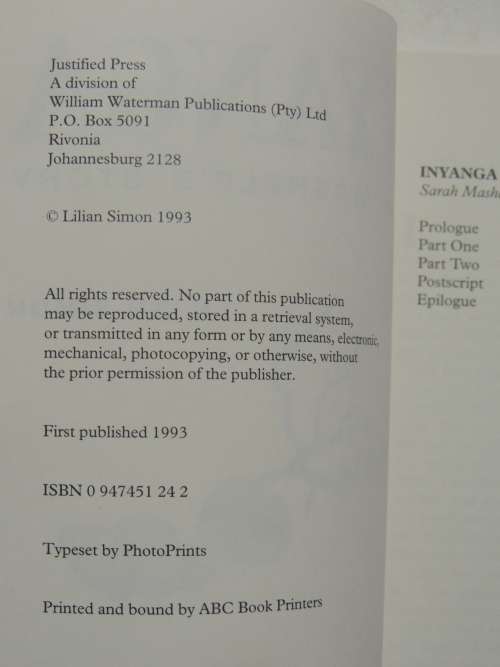 Justified Press
A division of
William Waterman Publications (Pty) Ltd
P.O. Box 5091
Rivonia
Johannesburg 2128
© Lilian Simon 1993
All rights reserved. No part of this publication
may be reproduced, stored in a retrieval system,
or transmitted in any form or by any means, electronic,
mechanical, photocopying, or otherwise, without
the prior permission of the publisher.
First published 1993
ISBN 0 947451 24 2
Typeset by PhotoPrints
Printed and bound by ABC Book Printers
INYANGA
Sarah
Prologue
Part One
Part Two
Postscript
Epilogue